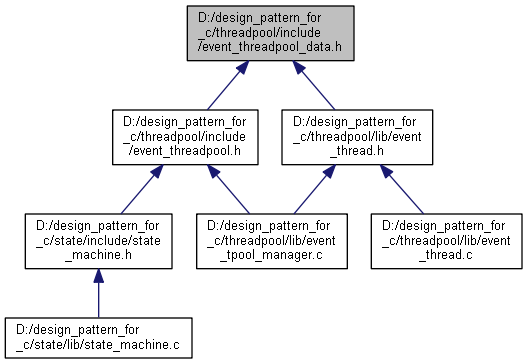 D:/design_pattern_for
_c/threadpool/include
/event_threadpool_data.h
D:/design_pattern_for
_c/threadpool/include
/event_threadpool.h
D:/design_pattern_for
_c/threadpool/lib/event
_thread.h
D:/design_pattern_for
_c/state/include/state
_machine.h
D:/design_pattern_for
_c/threadpool/lib/event
_tpool_manager.c
D:/design_pattern_for
_c/threadpool/lib/event
_thread.c
D:/design_pattern_for
_c/state/lib/state_machine.c